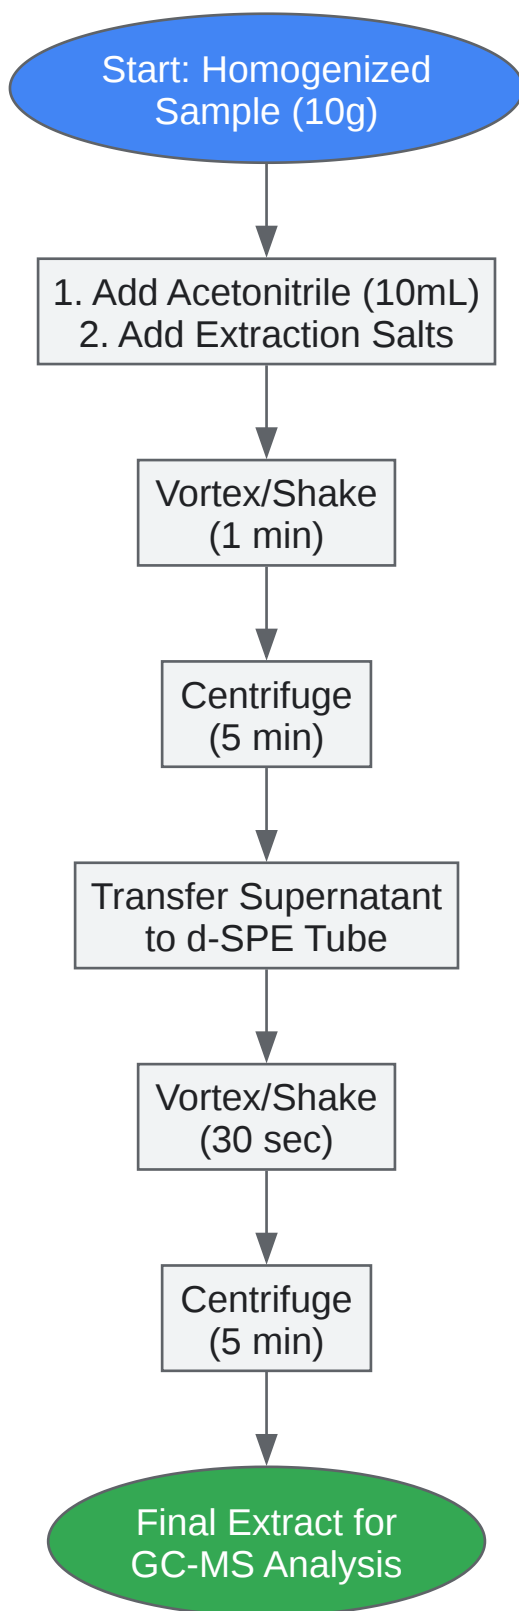 Start: Homogenized
Sample (10g)
1. Add Acetonitrile (10mL)
2. Add Extraction Salts
Vortex/Shake
(1 min)
Centrifuge
(5 min)
Transfer Supernatant
to d-SPE Tube
Vortex/Shake
(30 sec)
Centrifuge
(5 min)
Final Extract for
GC-MS Analysis